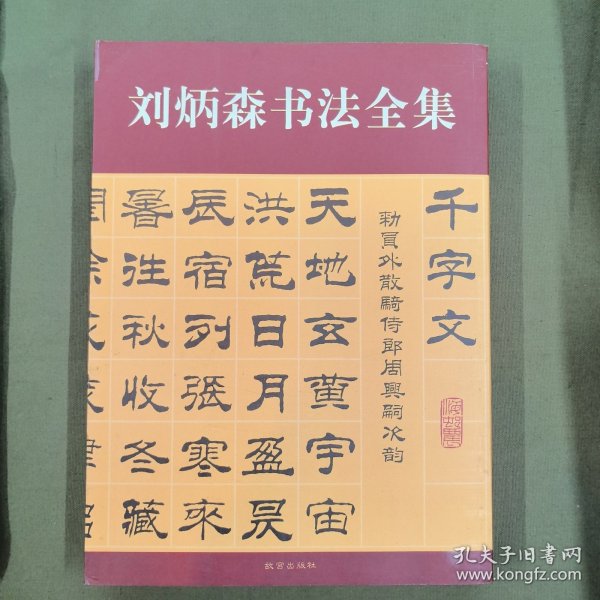 刘炳森书法全集
千字文
勑員外散騎侍郎周興嗣次韵
天地玄黄宇宙
洪荒日月盈昃
辰宿列張寒來
暑往秋收冬藏
閏餘
故宫出版社
孔夫子旧书网
www.kongfz.com